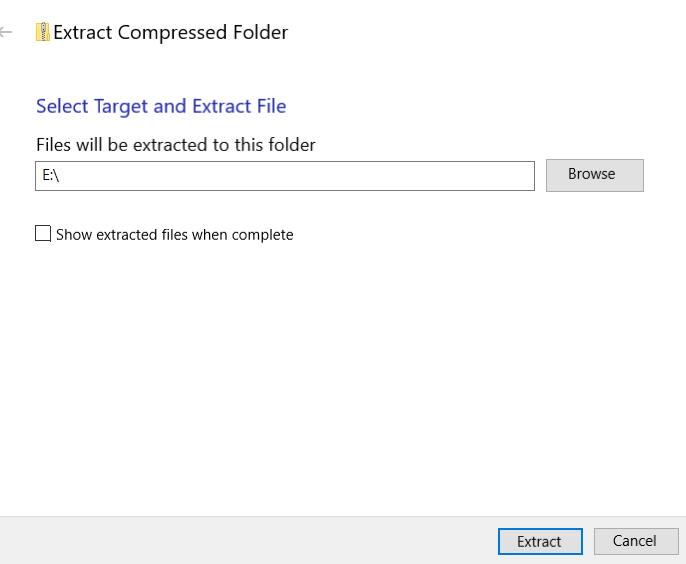 Extract Compressed Folder
Select Target and Extract File
Files will be extracted to this folder
E:\
Browse
Show extracted files when complete
Extract
Cancel